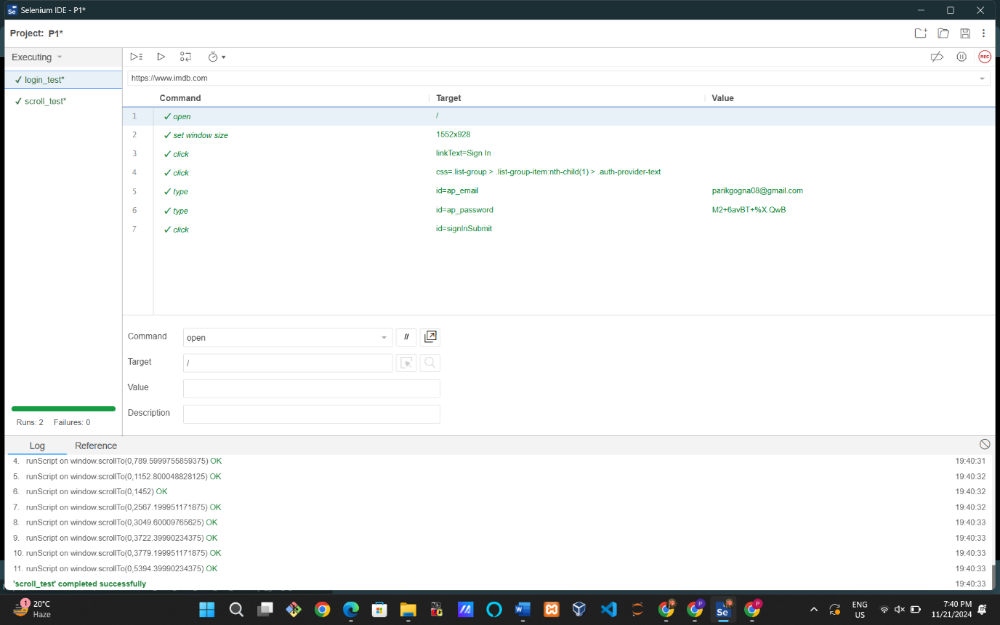 Selenium IDE - P1*
Project: P1*
Executing
https://www.imdb.com
login_test*
scroll_test*
Command Target Value
1 open /
2 set window size 1552x928
3 click linkText=Sign In
4 click css=.list-group > .list-group-item:nth-child(1) > .auth-provider-text
5 type id=ap_email parikgogna08@gmail.com
6 type id=ap_password M2+6avBT+%X.QwB
7 click id=signInSubmit
Command open //
Target /
Value
Description
Runs: 2 Failures: 0
Log Reference
4. runScript on window.scrollTo(0,789.5999755859375) OK 19:40:31
5. runScript on window.scrollTo(0,1152.800048828125) OK 19:40:32
6. runScript on window.scrollTo(0,1452) OK 19:40:32
7. runScript on window.scrollTo(0,2567.199951171875) OK 19:40:32
8. runScript on window.scrollTo(0,3049.60009765625) OK 19:40:33
9. runScript on window.scrollTo(0,3722.39990234375) OK 19:40:33
10. runScript on window.scrollTo(0,3779.199951171875) OK 19:40:33
11. runScript on window.scrollTo(0,5394.39990234375) OK 19:40:33
'scroll_test' completed successfully 19:40:33
1 20°C
Haze
ENG
US
7:40 PM
11/21/2024
REC
Se